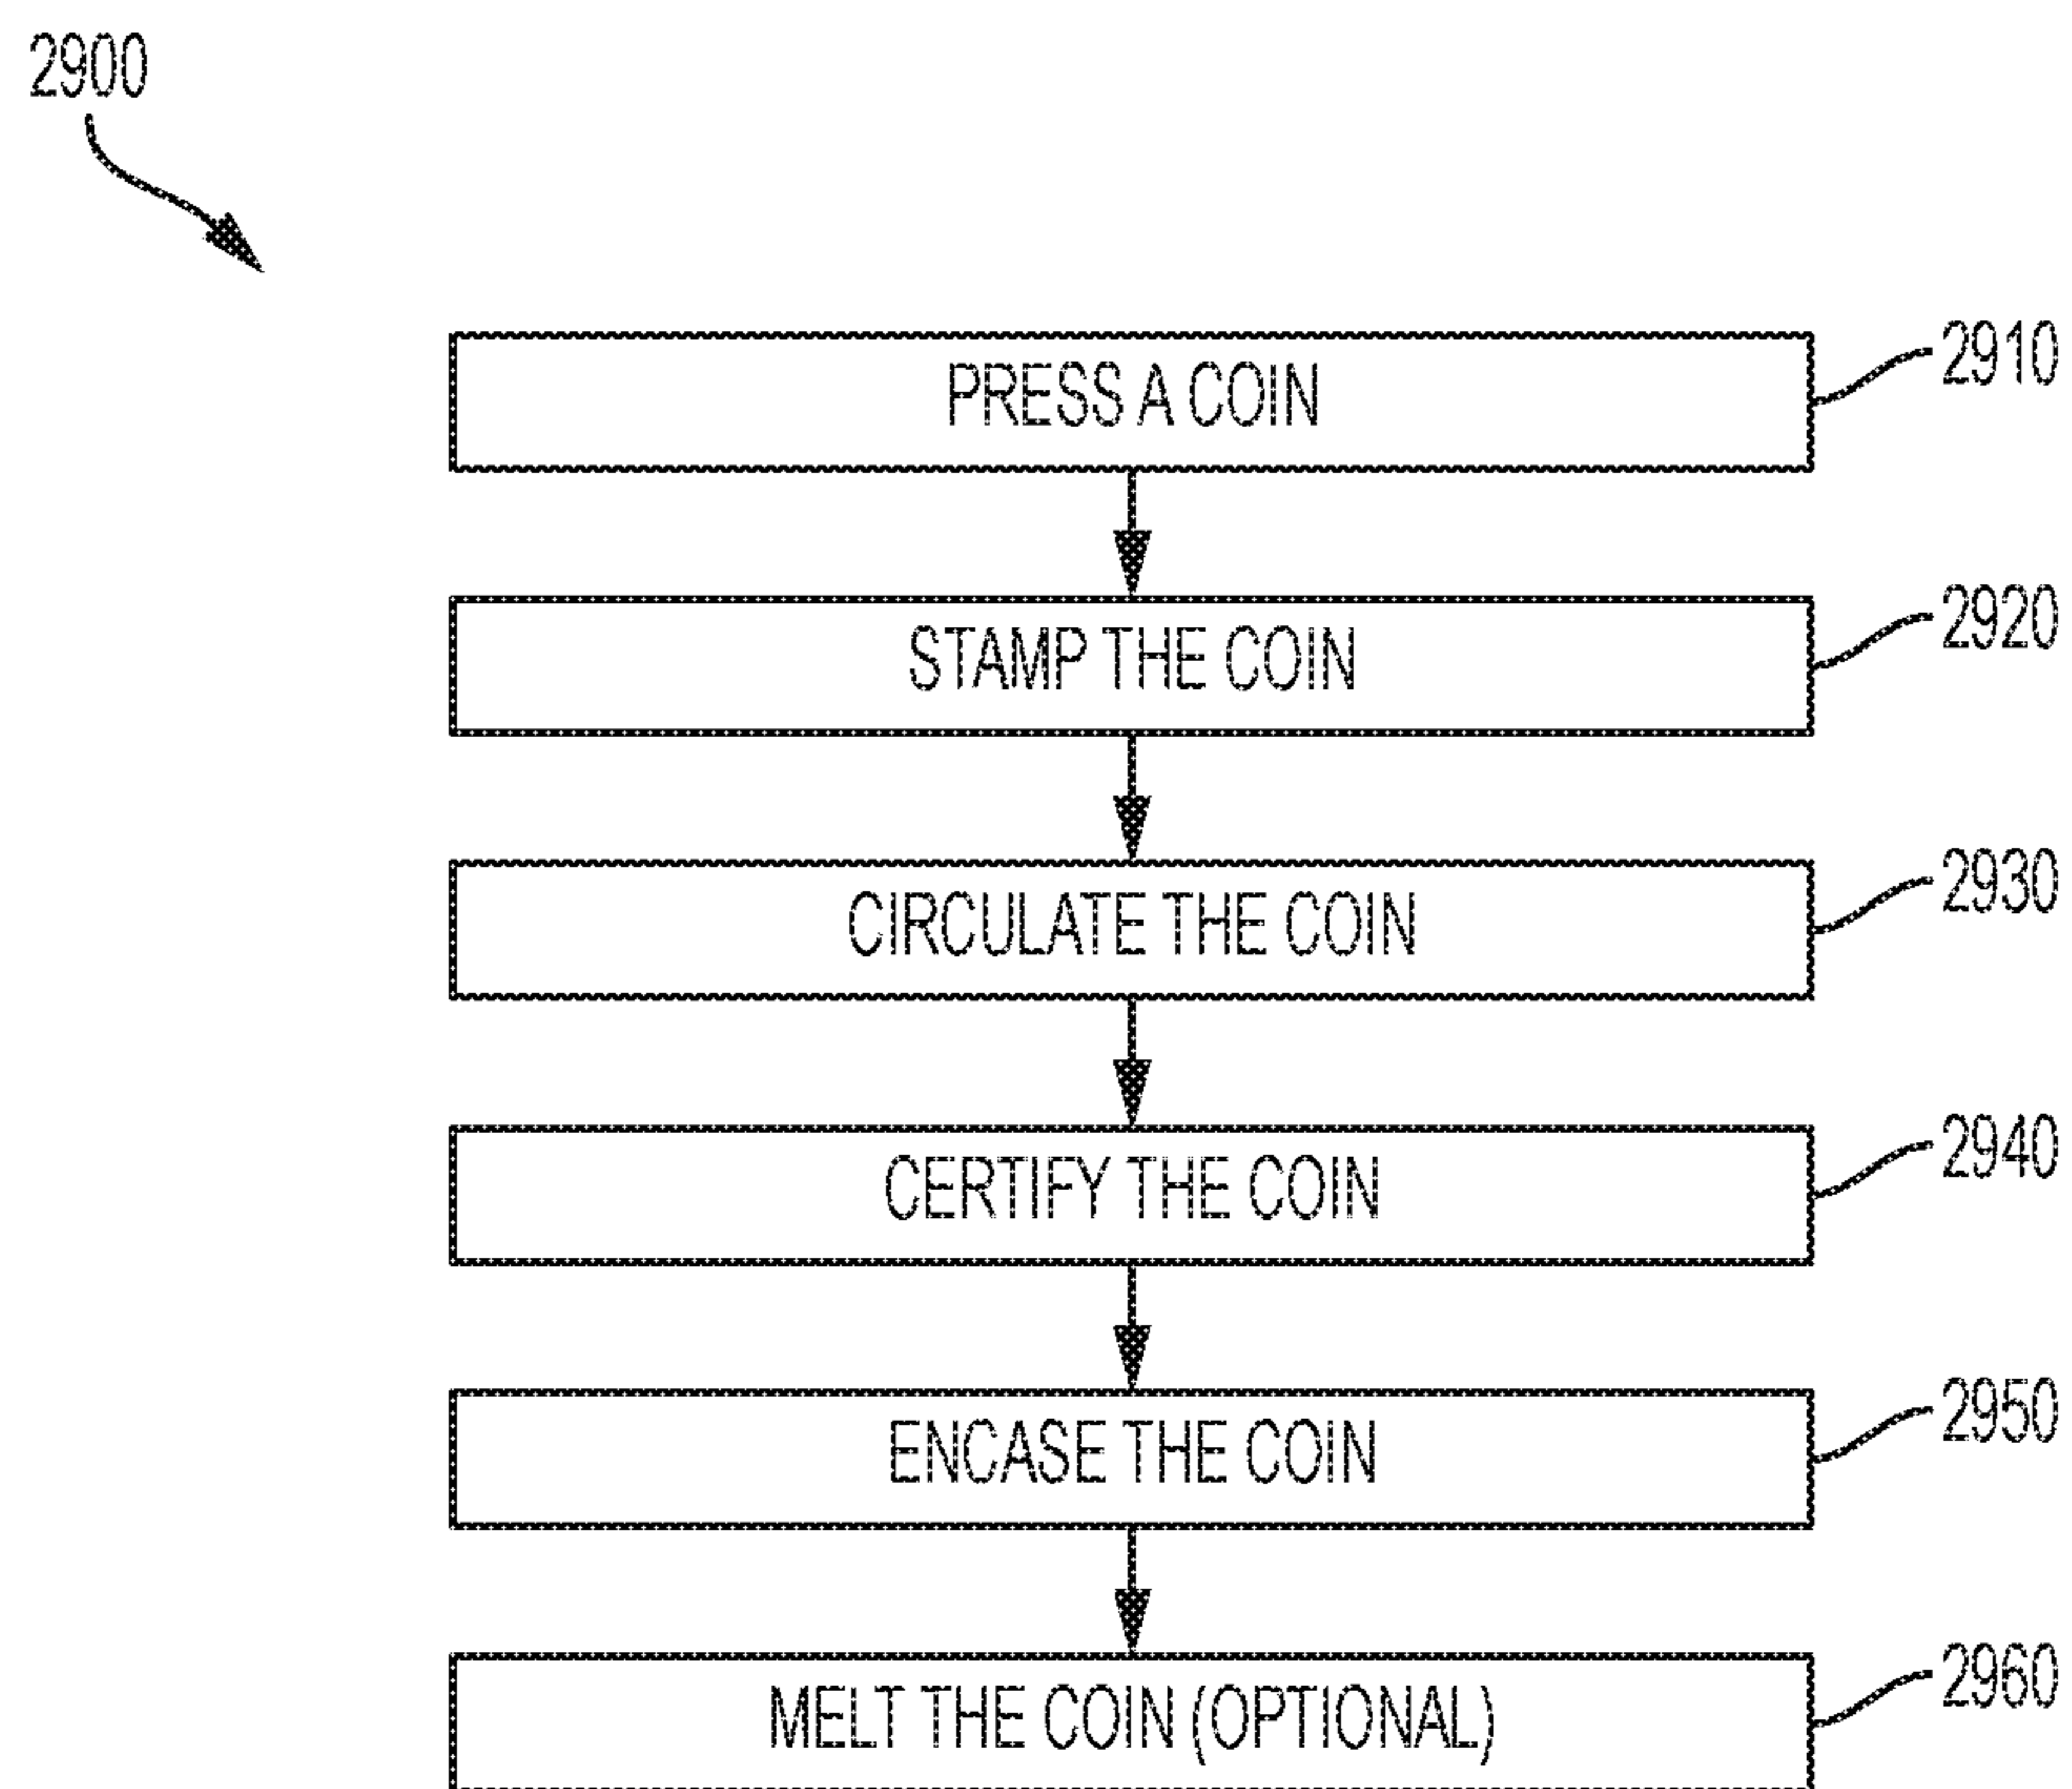 2900
PRESS A COIN 2910
STAMP THE COIN 2920
CIRCULATE THE COIN 2930
CERTIFY THE COIN 2940
ENCASE THE COIN 2950
MELT THE COIN (OPTIONAL) 2960